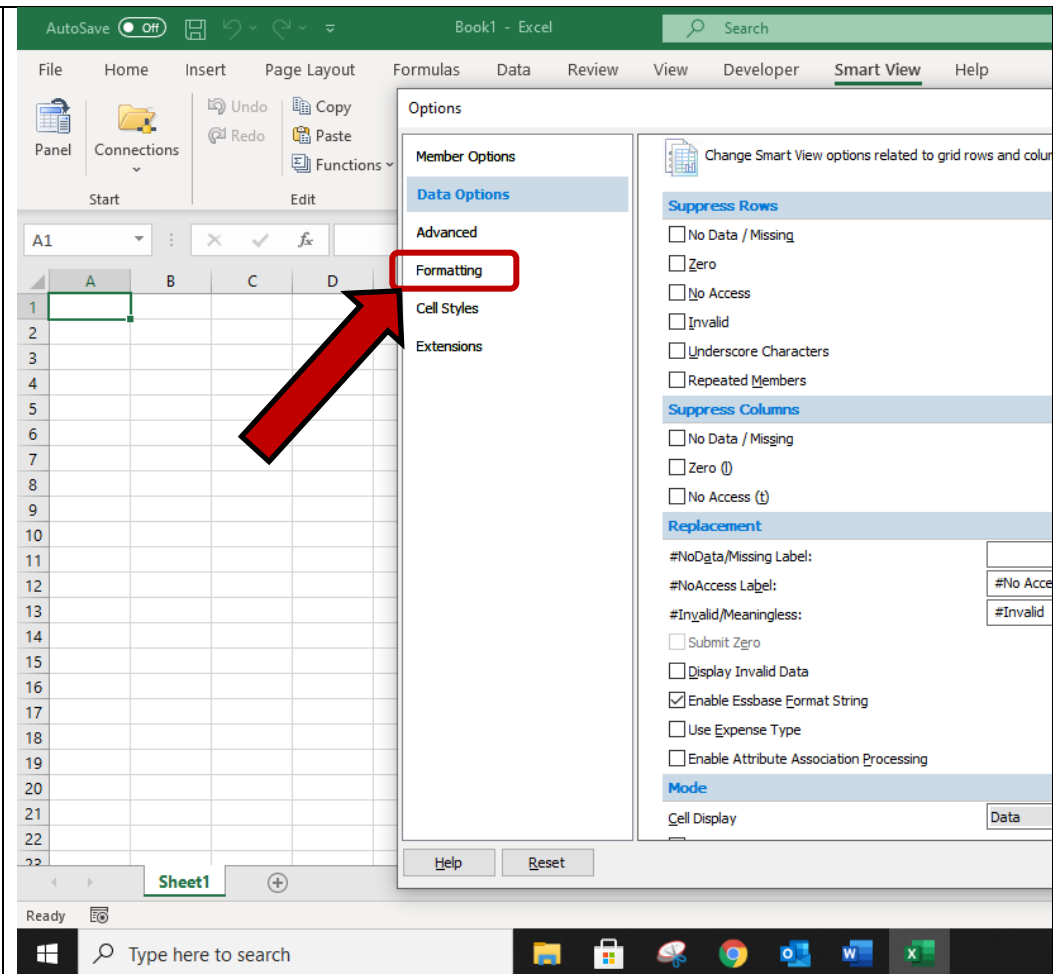 AutoSave Off Book1 - Excel Search
File Home Insert Page Layout Formulas Data Review View Developer Smart View Help
Panel
Connections
Start
Undo
Redo
Copy
Paste
Functions
Edit
A1
fx
A B C D
1
2
3
4
5
6
7
8
9
10
11
12
13
14
15
16
17
18
19
20
21
22
23
Options
Member Options
Data Options
Advanced
Formatting
Cell Styles
Extensions
Change Smart View options related to grid rows and colum
Suppress Rows
No Data / Missing
Zero
No Access
Invalid
Underscore Characters
Repeated Members
Suppress Columns
No Data / Missing
Zero (l)
No Access (t)
Replacement
#NoData/Missing Label:
#NoAccess Label: #No Acce
#Invalid/Meaningless: #Invalid
Submit Zero
Display Invalid Data
Enable Essbase Format String
Use Expense Type
Enable Attribute Association Processing
Mode
Cell Display Data
Help Reset
Sheet1
Ready
Type here to search